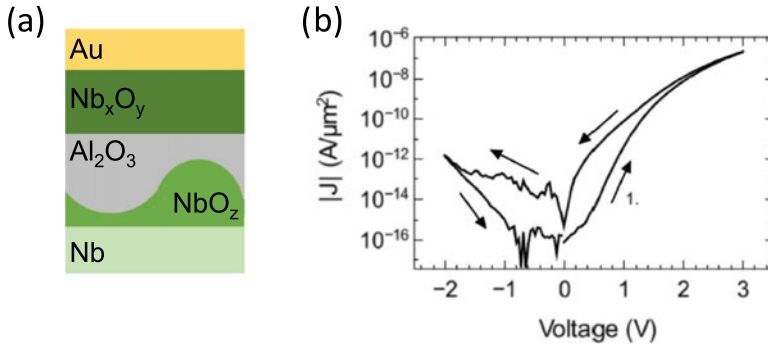 (a)
Au
NbxOy
Al2O3
NbOz
Nb
(b)
|J| (A/µm²)
10⁻⁶
10⁻⁸
10⁻¹⁰
10⁻¹²
10⁻¹⁴
10⁻¹⁶
1.
−2 −1 0 1 2 3
Voltage (V)